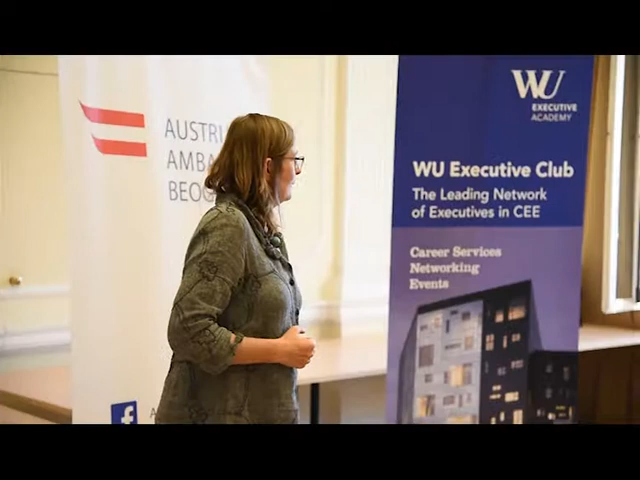 AUSTRI
AMBA
BEOG
f
A
WU
EXECUTIVE
ACADEMY
WU Executive Club
The Leading Network
of Executives in CEE
Career Services
Networking
Events